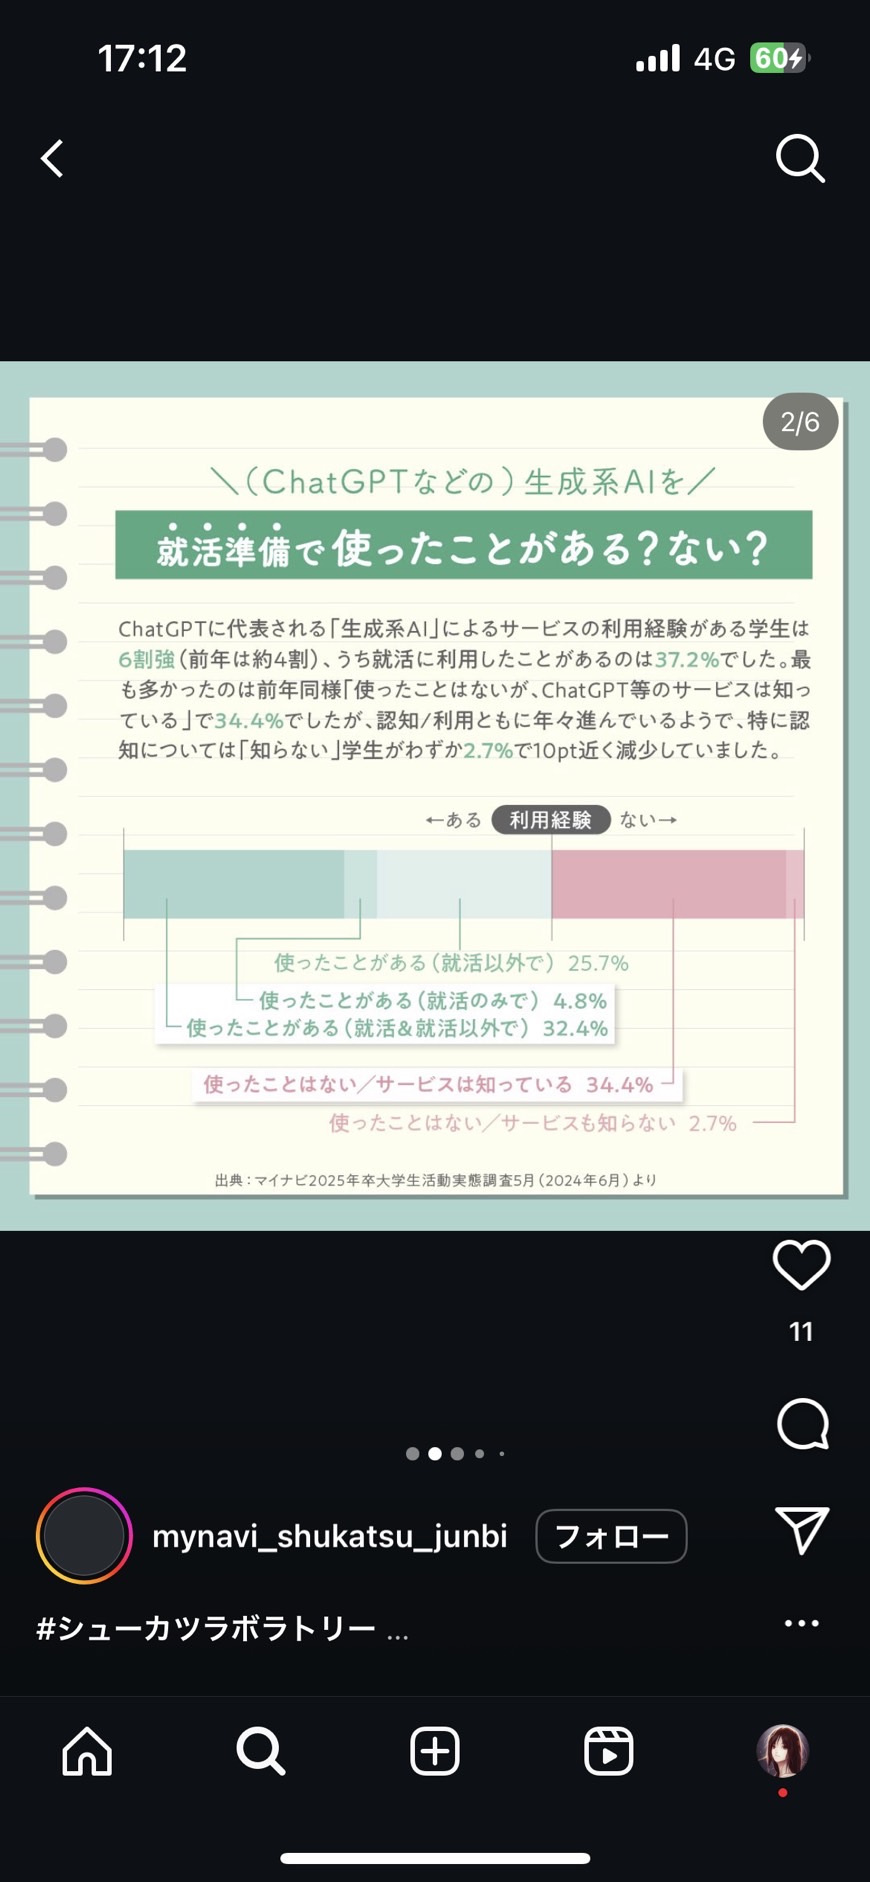 17:12
4G 60
2/6
＼(ChatGPTなどの)生成系AIを／
就活準備で使ったことがある?ない?
ChatGPTに代表される「生成系AI」によるサービスの利用経験がある学生は
6割強(前年は約4割)、うち就活に利用したことがあるのは37.2%でした。最
も多かったのは前年同様「使ったことはないが、ChatGPT等のサービスは知っ
ている」で34.4%でしたが、認知/利用ともに年々進んでいるようで、特に認
知については「知らない」学生がわずか2.7%で10pt近く減少していました。
←ある 利用経験 ない→
使ったことがある(就活以外で) 25.7%
使ったことがある(就活のみで) 4.8%
使ったことがある(就活&就活以外で) 32.4%
使ったことはない／サービスは知っている 34.4%
使ったことはない／サービスも知らない 2.7%
出典:マイナビ2025年卒大学生活動実態調査5月(2024年6月)より
11
mynavi_shukatsu_junbi フォロー
#シューカツラボラトリー ...